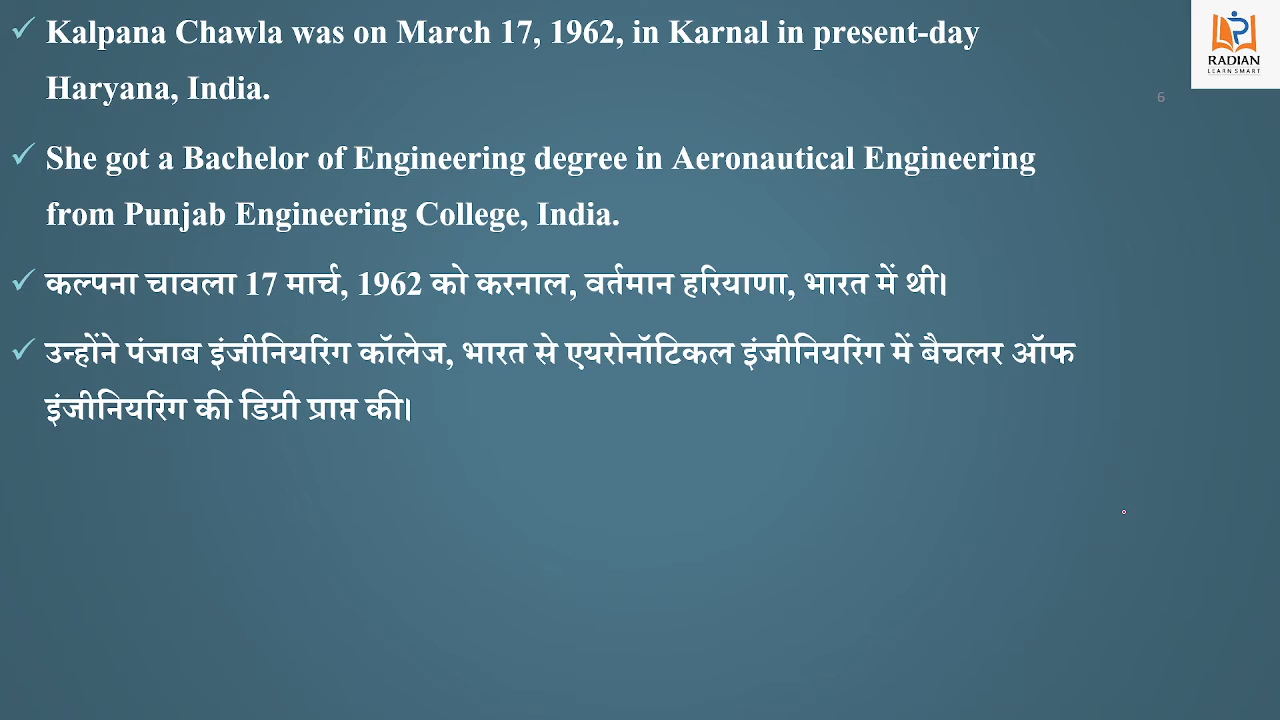 Kalpana Chawla was on March 17, 1962, in Karnal in present-day
Haryana, India.
RADIAN
LEARN SMART
6
She got a Bachelor of Engineering degree in Aeronautical Engineering
from Punjab Engineering College, India.
कल्पना चावला 17 मार्च, 1962 को करनाल, वर्तमान हरियाणा, भारत में थी।
उन्होंने पंजाब इंजीनियरिंग कॉलेज, भारत से एयरोनॉटिकल इंजीनियरिंग में बैचलर ऑफ
इंजीनियरिंग की डिग्री प्राप्त की।